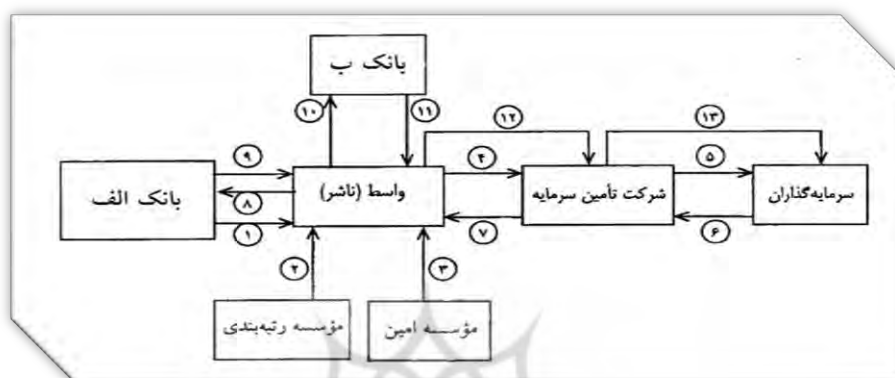 بانک ب
۱۰
۱۱
۱۲
۱۳
بانک الف
۹
۸
۱
واسط (ناشر)
۴
۷
شرکت تأمین سرمایه
۵
۶
سرمایه‌گذاران
۲
۳
مؤسسه رتبه‌بندی
مؤسسه امین